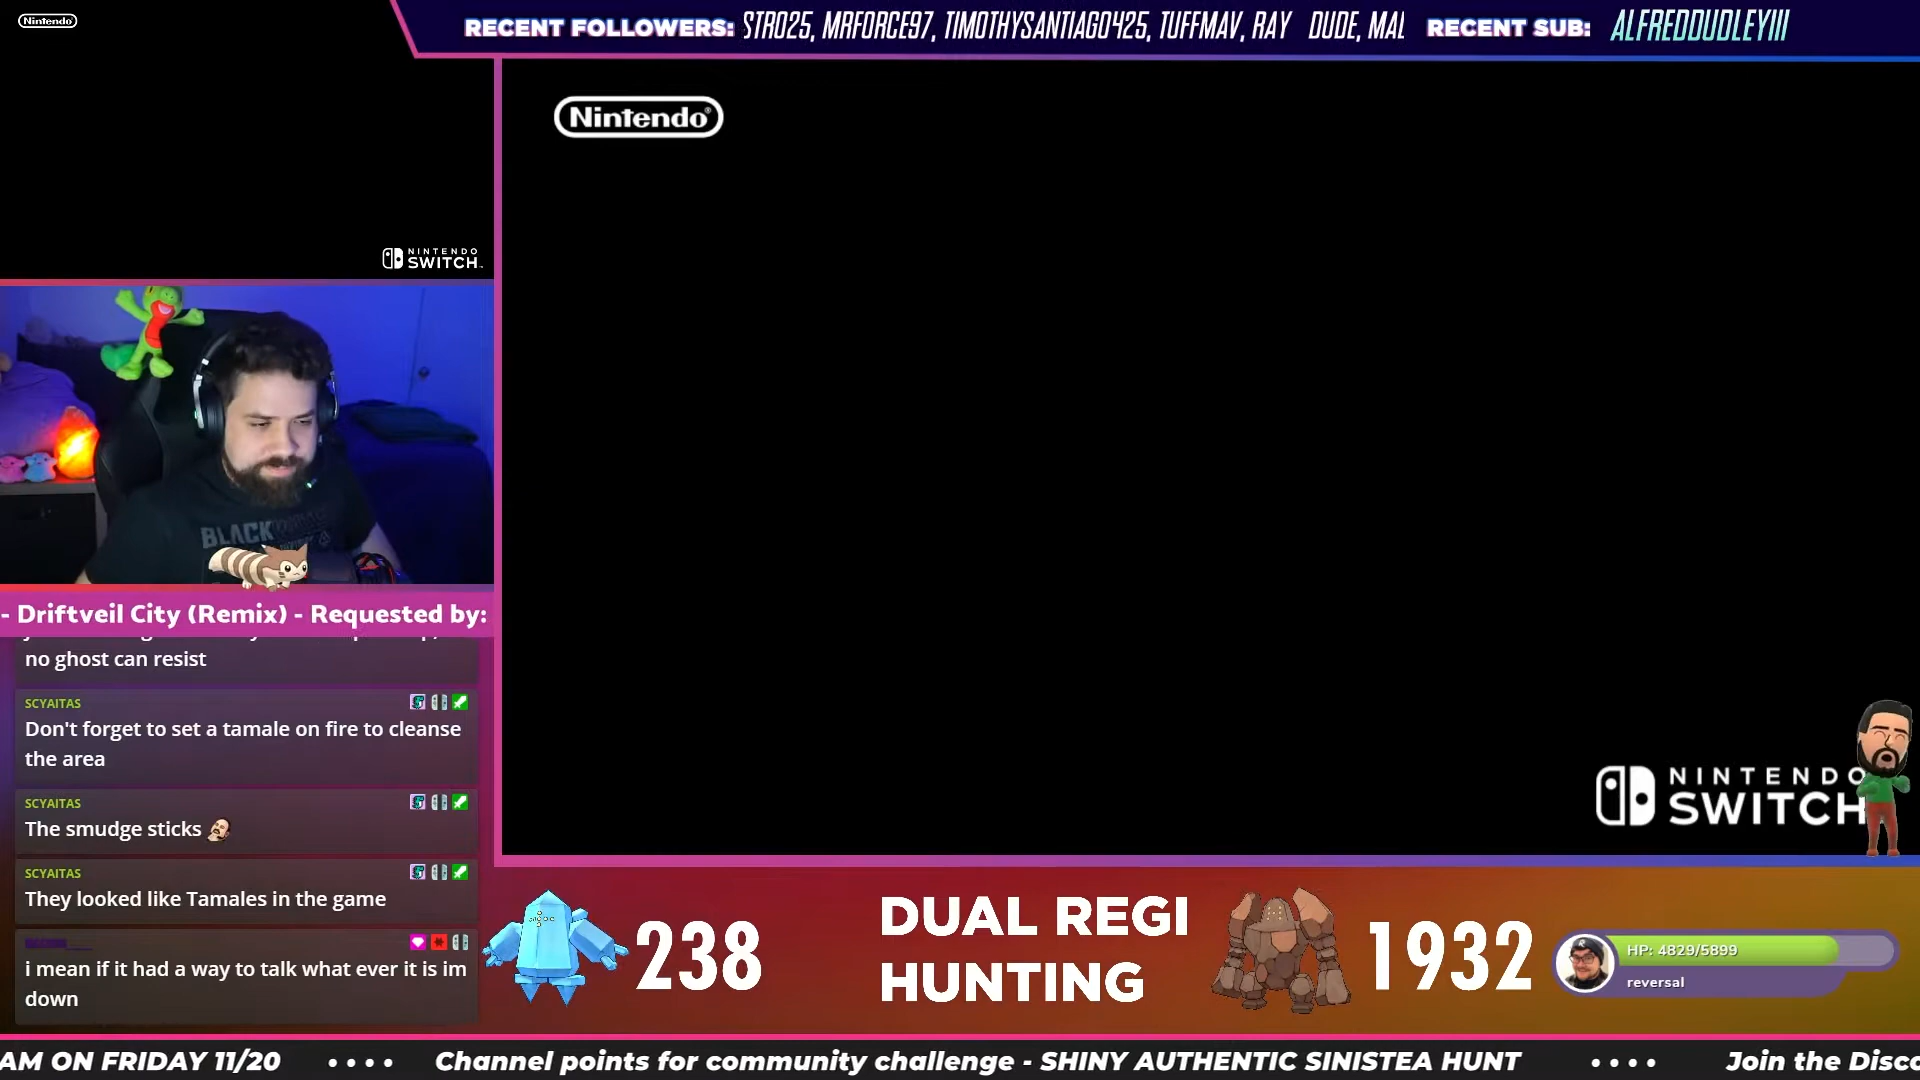 Nintendo
RECENT FOLLOWERS: STRO25, MRFORCE97, TIMOTHYSANTIAGO425, TUFFMAV, RAY DUDE, MAL
RECENT SUB: ALFREDDUDLEYIII
Nintendo
NINTENDO
SWITCH
BLACK
- Driftveil City (Remix) - Requested by:
no ghost can resist
SCYAITAS
Don't forget to set a tamale on fire to cleanse
the area
SCYAITAS
The smudge sticks
SCYAITAS
They looked like Tamales in the game
i mean if it had a way to talk what ever it is im
down
NINTENDO
SWITCH
238
DUAL REGI
HUNTING
1932
HP: 4829/5899
reversal
AM ON FRIDAY 11/20 • • • • Channel points for community challenge - SHINY AUTHENTIC SINISTEA HUNT • • • • Join the Disco